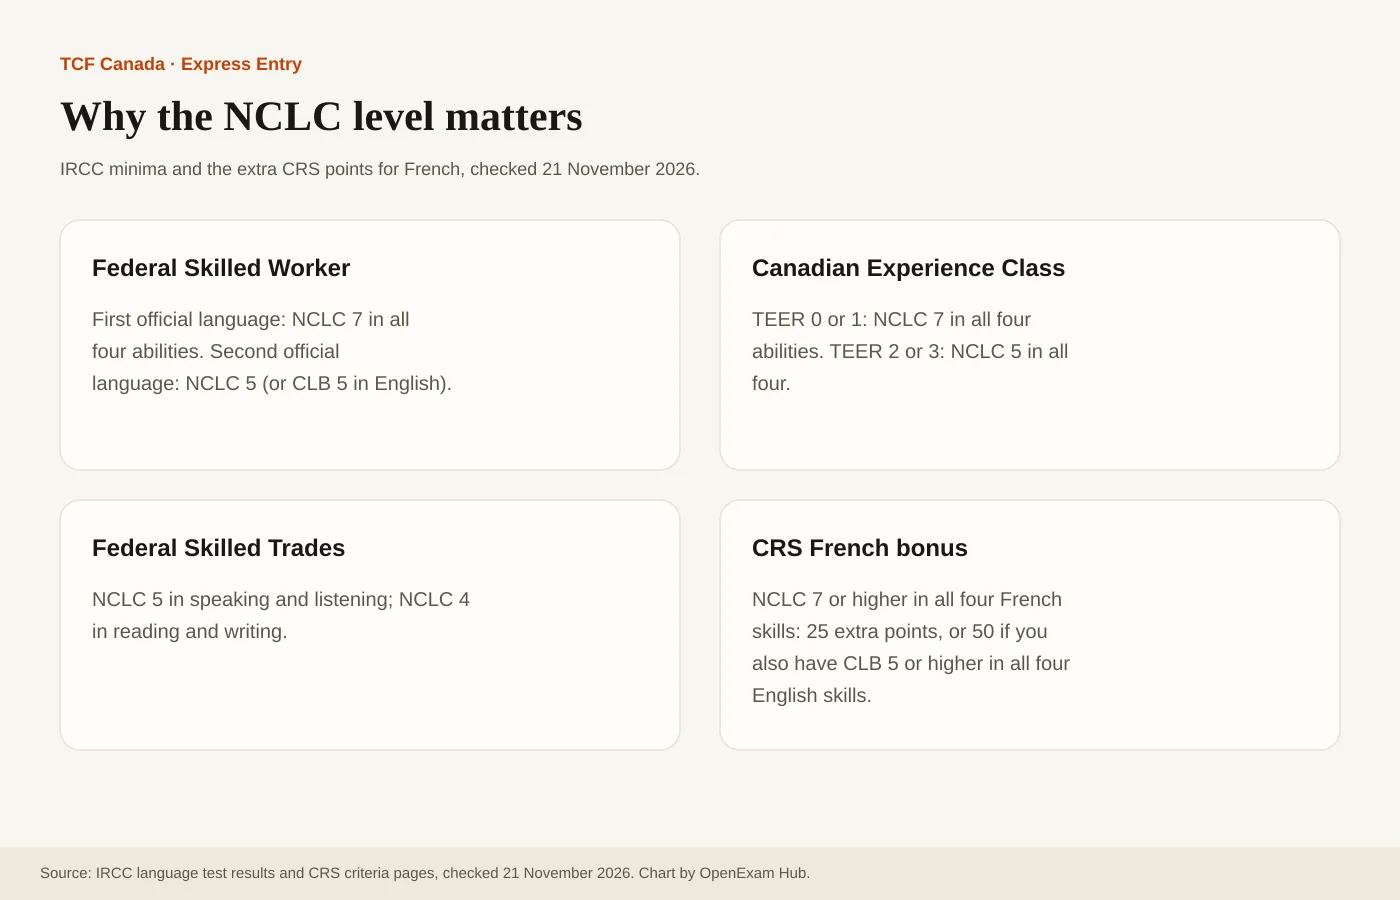 TCF Canada · Express Entry
Why the NCLC level matters
IRCC minima and the extra CRS points for French, checked 21 November 2026.
Federal Skilled Worker
First official language: NCLC 7 in all
four abilities. Second official
language: NCLC 5 (or CLB 5 in English).
Canadian Experience Class
TEER 0 or 1: NCLC 7 in all four
abilities. TEER 2 or 3: NCLC 5 in all
four.
Federal Skilled Trades
NCLC 5 in speaking and listening; NCLC 4
in reading and writing.
CRS French bonus
NCLC 7 or higher in all four French
skills: 25 extra points, or 50 if you
also have CLB 5 or higher in all four
English skills.
Source: IRCC language test results and CRS criteria pages, checked 21 November 2026. Chart by OpenExam Hub.